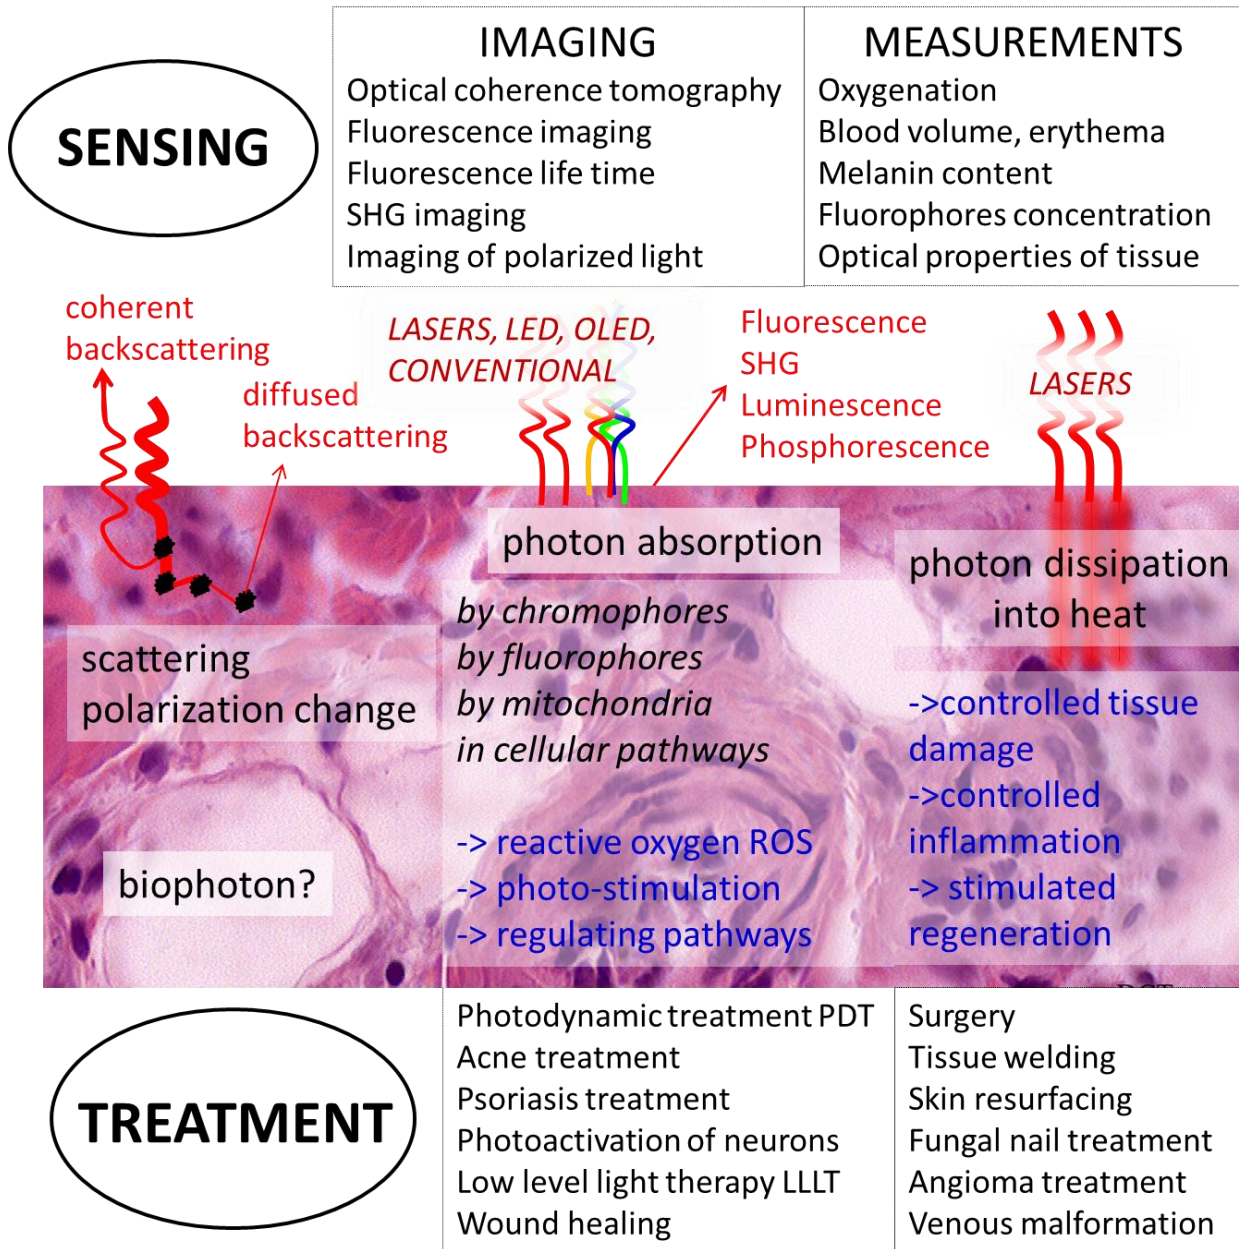 SENSING
IMAGING
Optical coherence tomography
Fluorescence imaging
Fluorescence life time
SHG imaging
Imaging of polarized light
MEASUREMENTS
Oxygenation
Blood volume, erythema
Melanin content
Fluorophores concentration
Optical properties of tissue
coherent
backscattering
diffused
backscattering
LASERS, LED, OLED,
CONVENTIONAL
Fluorescence
SHG
Luminescence
Phosphorescence
LASERS
scattering
polarization change
biophoton?
photon absorption
by chromophores
by fluorophores
by mitochondria
in cellular pathways
-> reactive oxygen ROS
-> photo-stimulation
-> regulating pathways
photon dissipation
into heat
->controlled tissue
damage
->controlled
inflammation
-> stimulated
regeneration
TREATMENT
Photodynamic treatment PDT
Acne treatment
Psoriasis treatment
Photoactivation of neurons
Low level light therapy LLLT
Wound healing
Surgery
Tissue welding
Skin resurfacing
Fungal nail treatment
Angioma treatment
Venous malformation